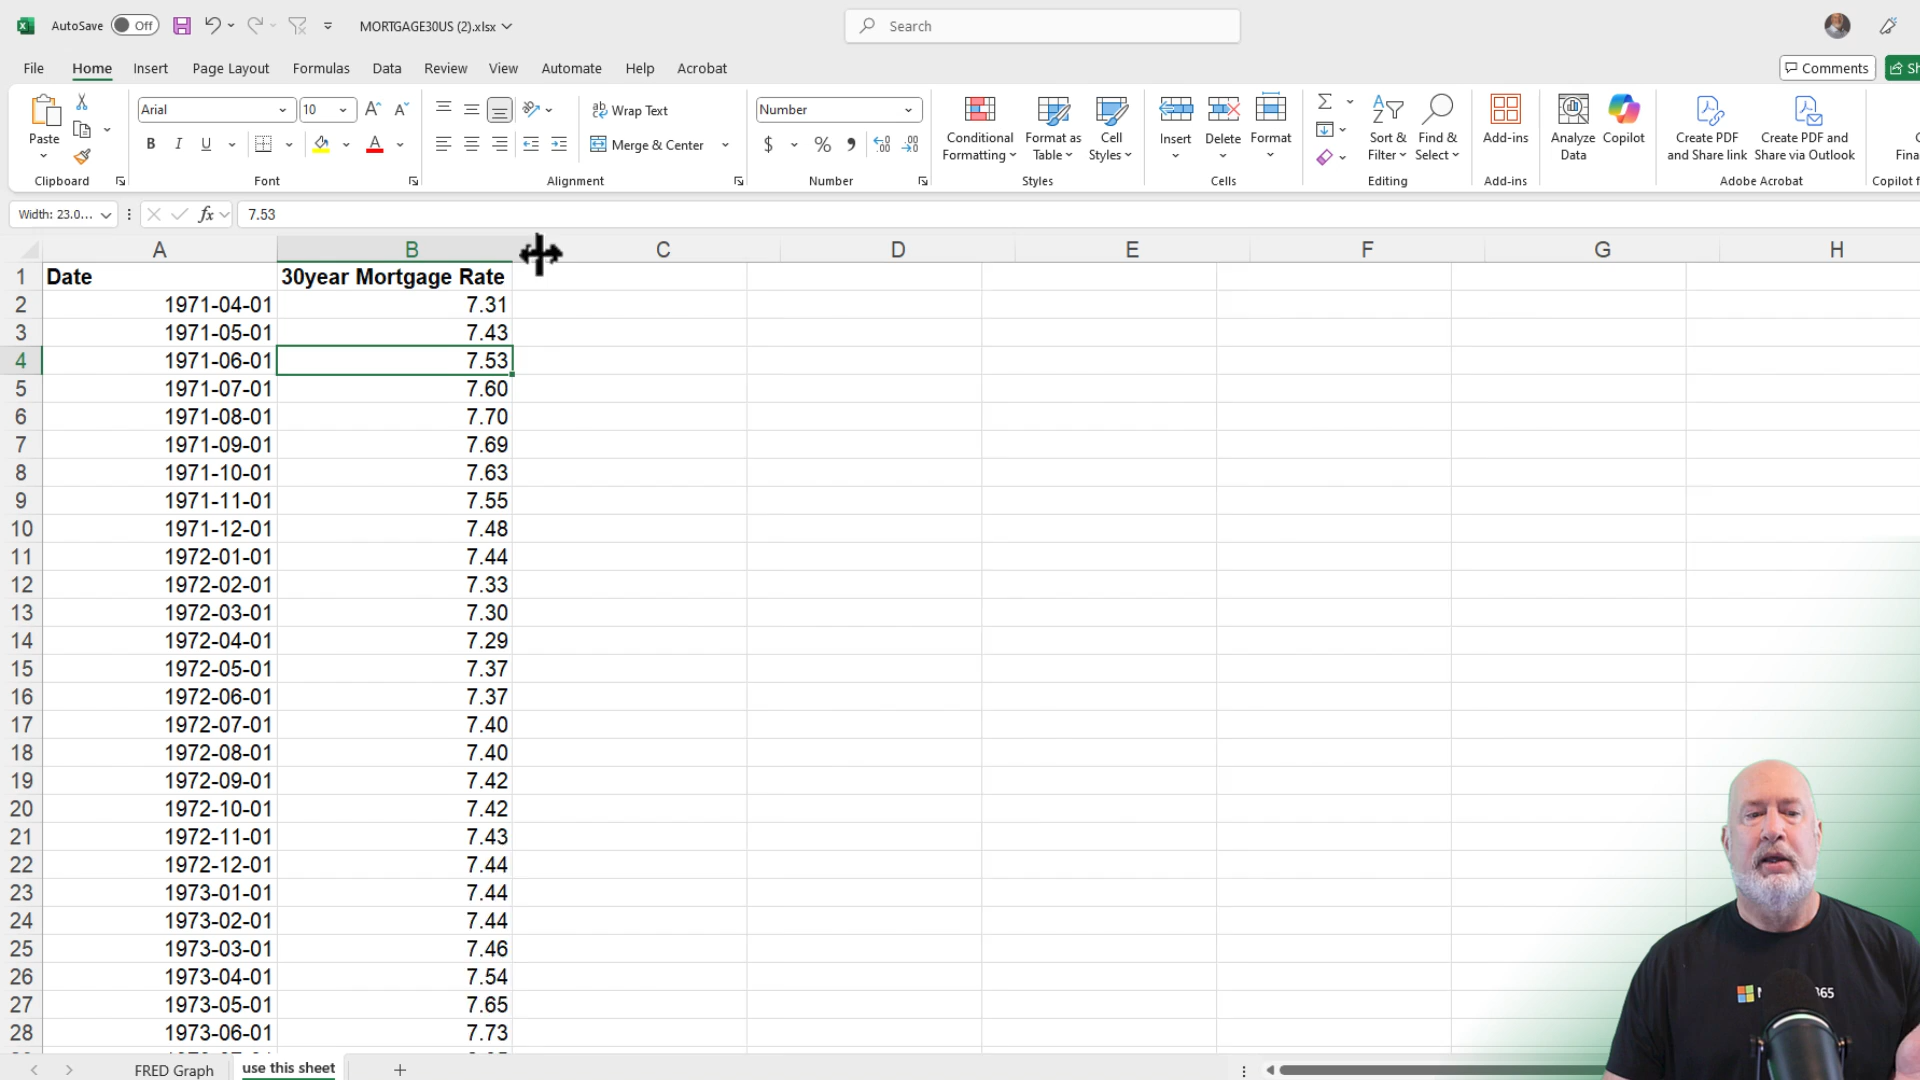 AutoSave Off MORTGAGE30US (2).xlsx Search
File Home Insert Page Layout Formulas Data Review View Automate Help Acrobat Comments
Arial 10 Wrap Text Number
Paste B I U Merge & Center $ % Conditional Formatting Format as Table Cell Styles Insert Delete Format Sort & Filter Find & Select Add-ins Analyze Data Copilot Create PDF and Share link Create PDF and Share via Outlook
Clipboard Font Alignment Number Styles Cells Editing Add-ins Adobe Acrobat
Width: 23.0... fx 7.53
A B C D E F G H
1 Date 30year Mortgage Rate
2 1971-04-01 7.31
3 1971-05-01 7.43
4 1971-06-01 7.53
5 1971-07-01 7.60
6 1971-08-01 7.70
7 1971-09-01 7.69
8 1971-10-01 7.63
9 1971-11-01 7.55
10 1971-12-01 7.48
11 1972-01-01 7.44
12 1972-02-01 7.33
13 1972-03-01 7.30
14 1972-04-01 7.29
15 1972-05-01 7.37
16 1972-06-01 7.37
17 1972-07-01 7.40
18 1972-08-01 7.40
19 1972-09-01 7.42
20 1972-10-01 7.42
21 1972-11-01 7.43
22 1972-12-01 7.44
23 1973-01-01 7.44
24 1973-02-01 7.44
25 1973-03-01 7.46
26 1973-04-01 7.54
27 1973-05-01 7.65
28 1973-06-01 7.73
FRED Graph use this sheet